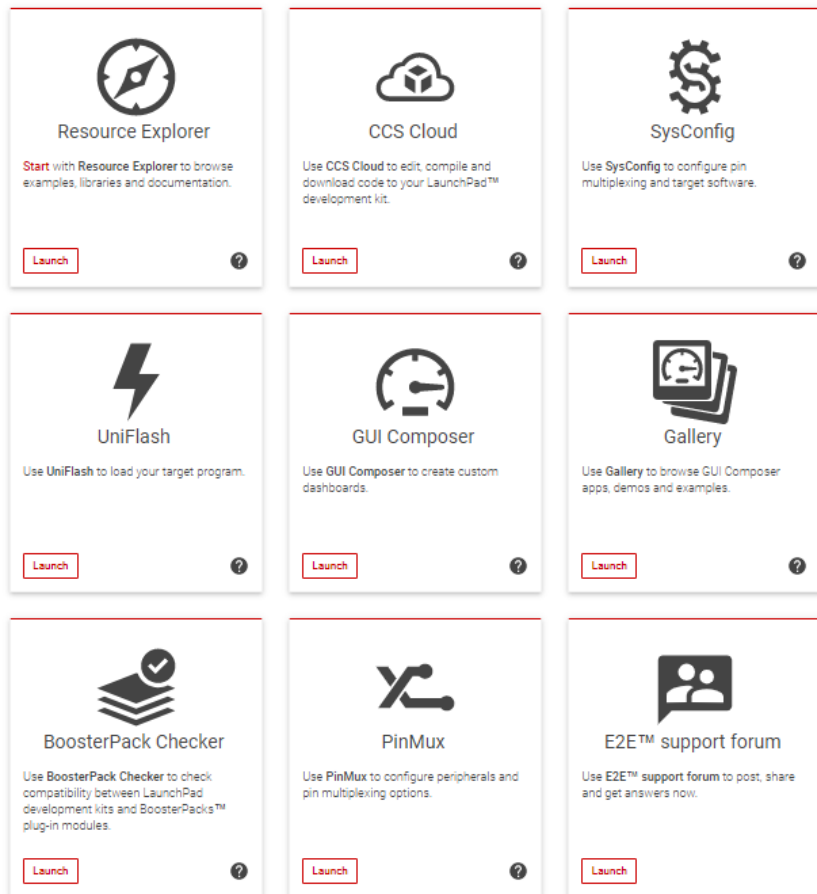 Resource Explorer
Start with Resource Explorer to browse
examples, libraries and documentation.
Launch
CCS Cloud
Use CCS Cloud to edit, compile and
download code to your LaunchPad™
development kit.
Launch
SysConfig
Use SysConfig to configure pin
multiplexing and target software.
Launch
UniFlash
Use UniFlash to load your target program.
Launch
GUI Composer
Use GUI Composer to create custom
dashboards.
Launch
Gallery
Use Gallery to browse GUI Composer
apps, demos and examples.
Launch
BoosterPack Checker
Use BoosterPack Checker to check
compatibility between LaunchPad
development kits and BoosterPacks™
plug-in modules.
Launch
PinMux
Use PinMux to configure peripherals and
pin multiplexing options.
Launch
E2E™ support forum
Use E2E™ support forum to post, share
and get answers now.
Launch